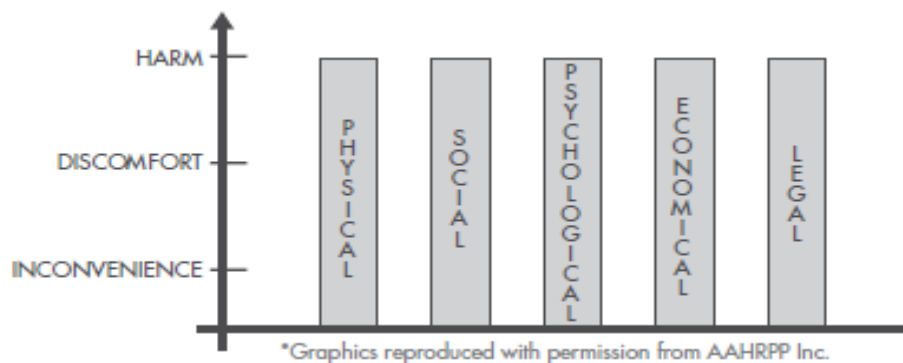 HARM
DISCOMFORT
INCONVENIENCE
PHYSICAL
SOCIAL
PSYCHOLOGICAL
ECONOMICAL
LEGAL
*Graphics reproduced with permission from AAHRPP Inc.